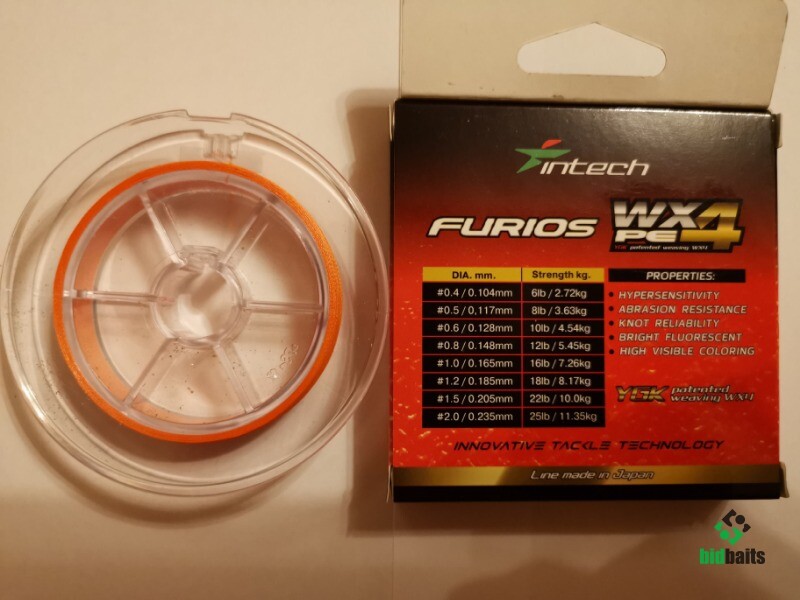 Intech
FURIOS WX4
PE
YGK patented weaving WX4
DIA. mm. Strength kg.
#0.4 / 0.104mm 6lb / 2.72kg
#0.5 / 0.117mm 8lb / 3.63kg
#0.6 / 0.128mm 10lb / 4.54kg
#0.8 / 0.148mm 12lb / 5.45kg
#1.0 / 0.165mm 16lb / 7.26kg
#1.2 / 0.185mm 18lb / 8.17kg
#1.5 / 0.205mm 22lb / 10.0kg
#2.0 / 0.235mm 25lb / 11.35kg
PROPERTIES:
• HYPERSENSITIVITY
• ABRASION RESISTANCE
• KNOT RELIABILITY
• BRIGHT FLUORESCENT
• HIGH VISIBLE COLORING
YGK patented
weaving WX4
INNOVATIVE TACKLE TECHNOLOGY
Line made in Japan
bidbaits